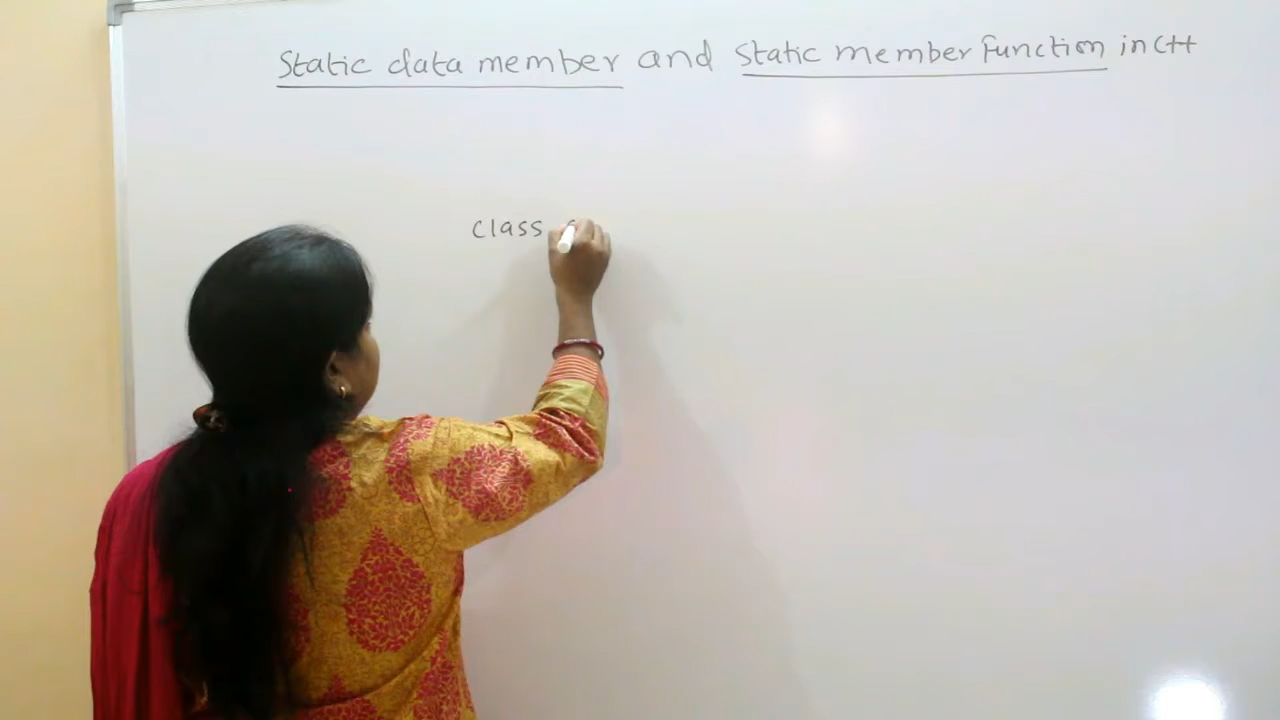 Static data member and Static member function in C++
class